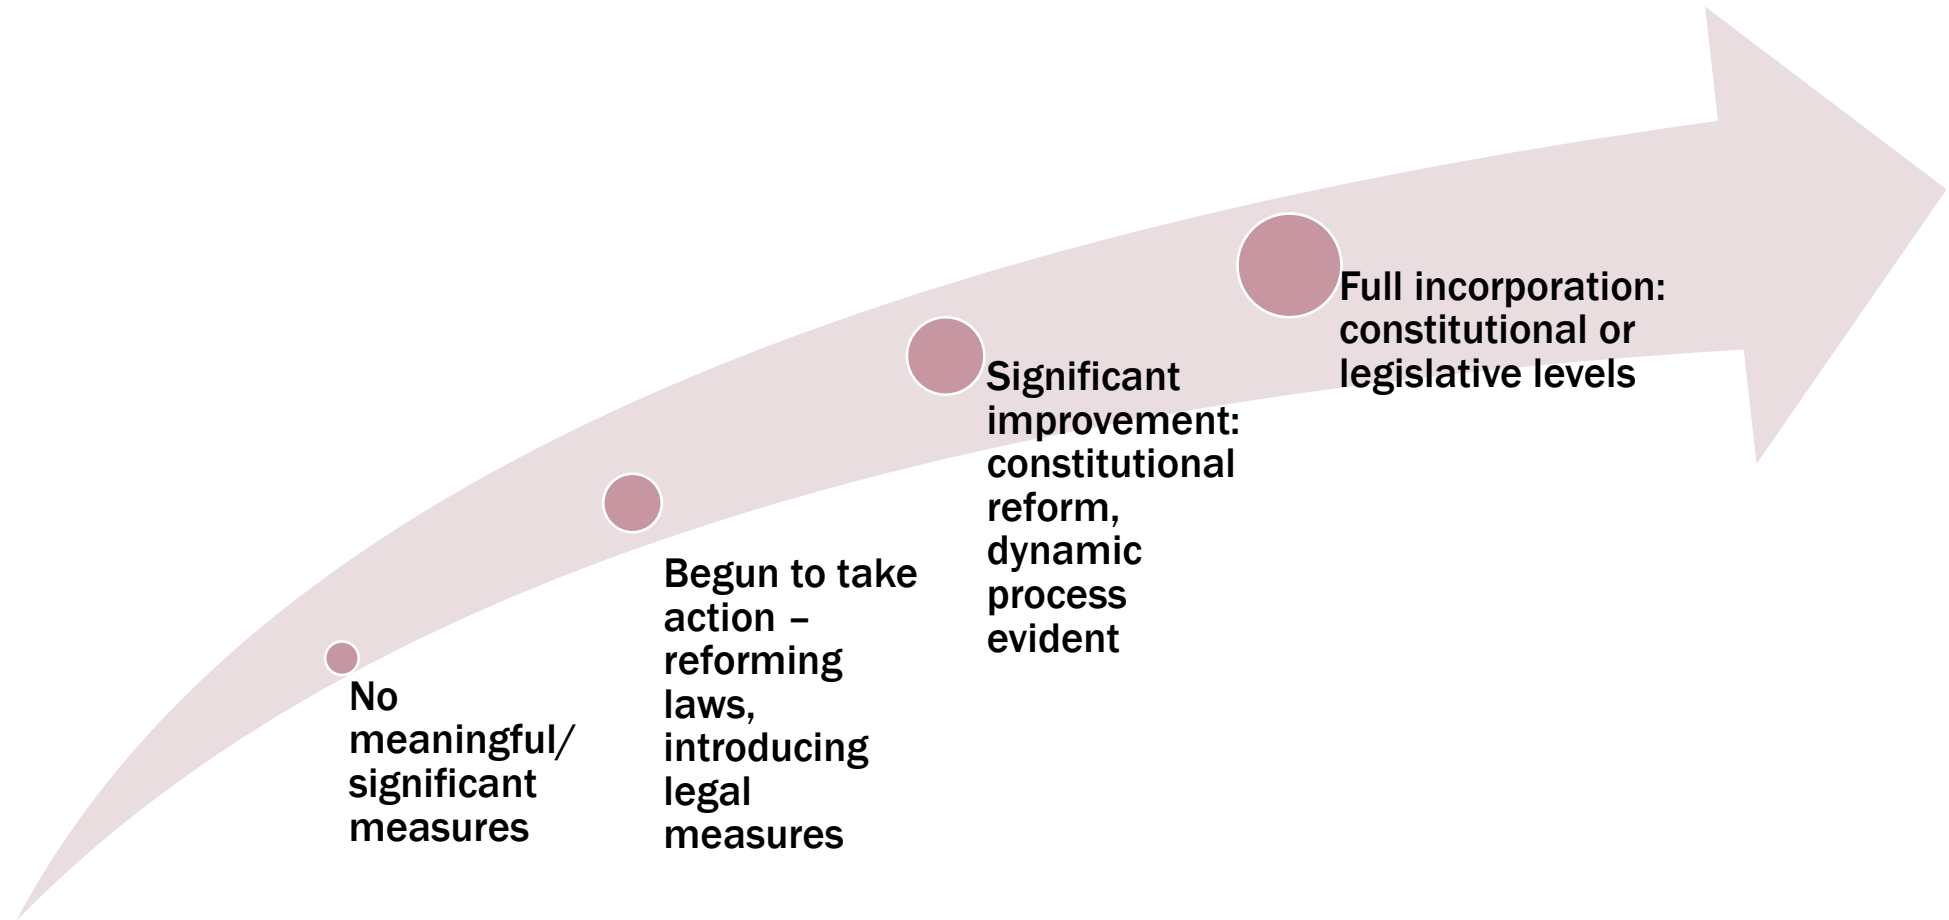 No
meaningful/
significant
measures
Begun to take
action –
reforming
laws,
introducing
legal
measures
Significant
improvement:
constitutional
reform,
dynamic
process
evident
Full incorporation:
constitutional or
legislative levels